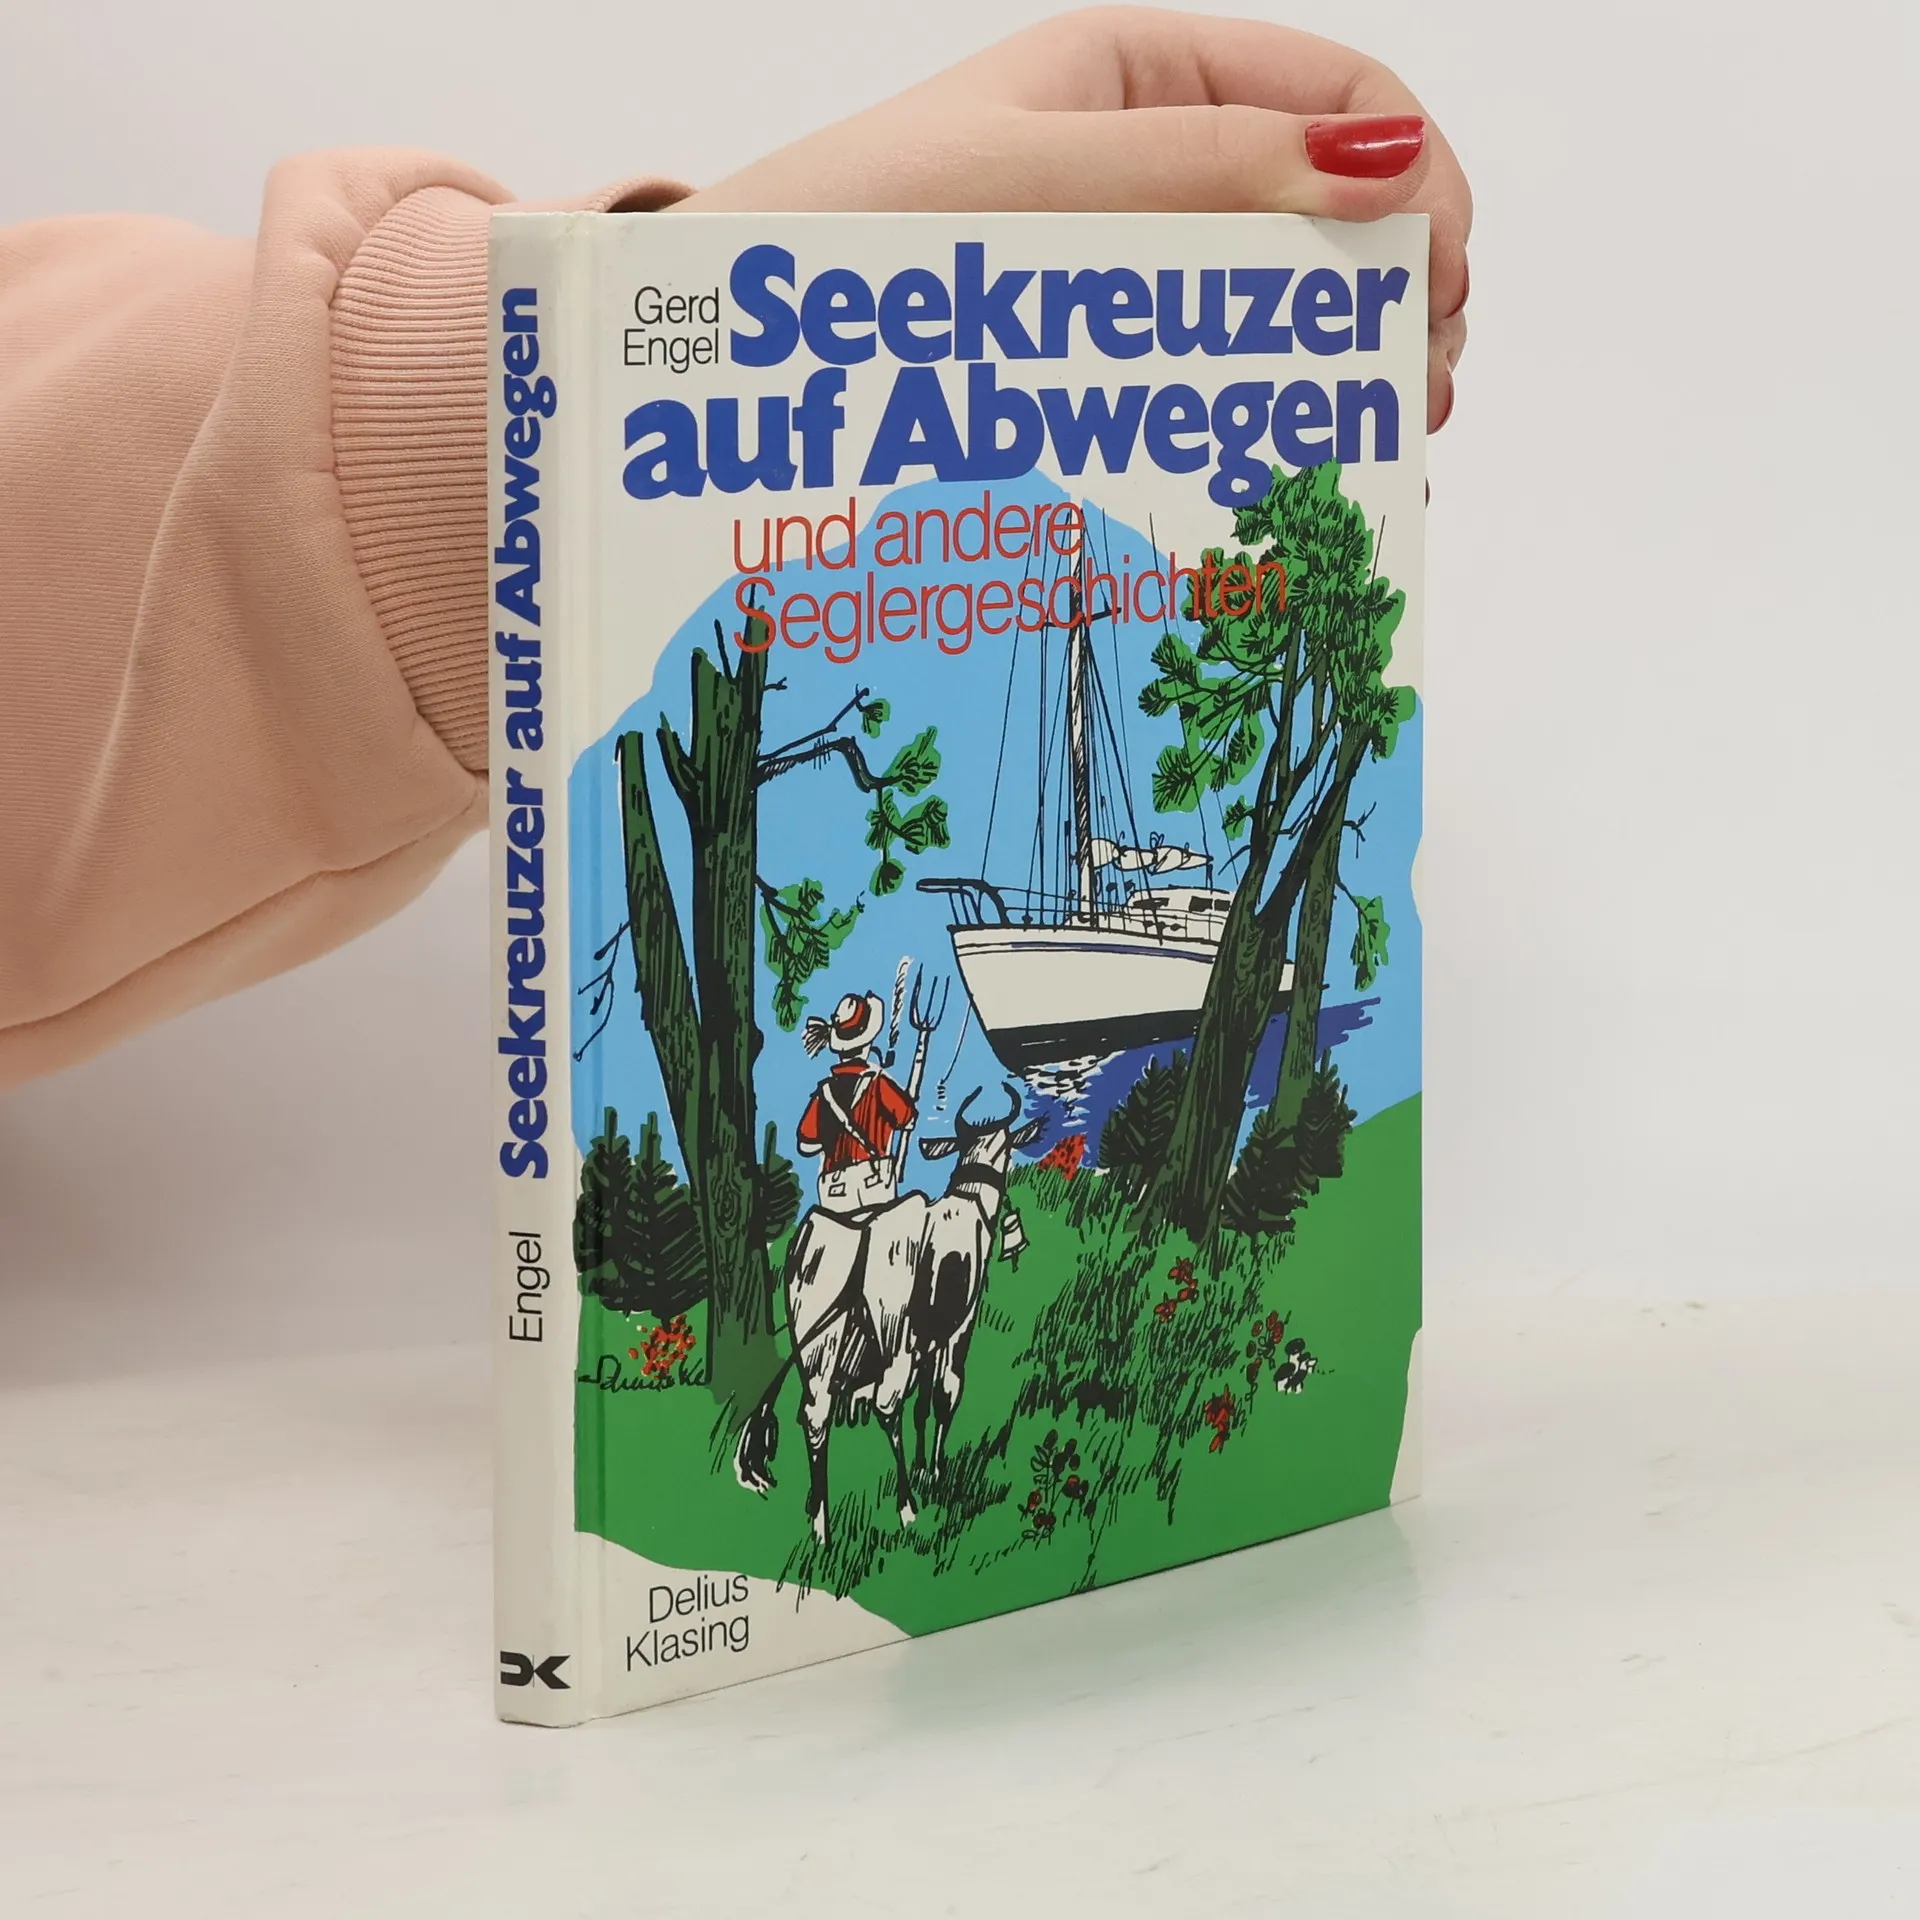 Gerd
Engel
Seekreuzer
auf Abwegen
und andere
Seglergeschichten
Delius
Klasing
Seekreuzer auf Abwegen
Engel
DK